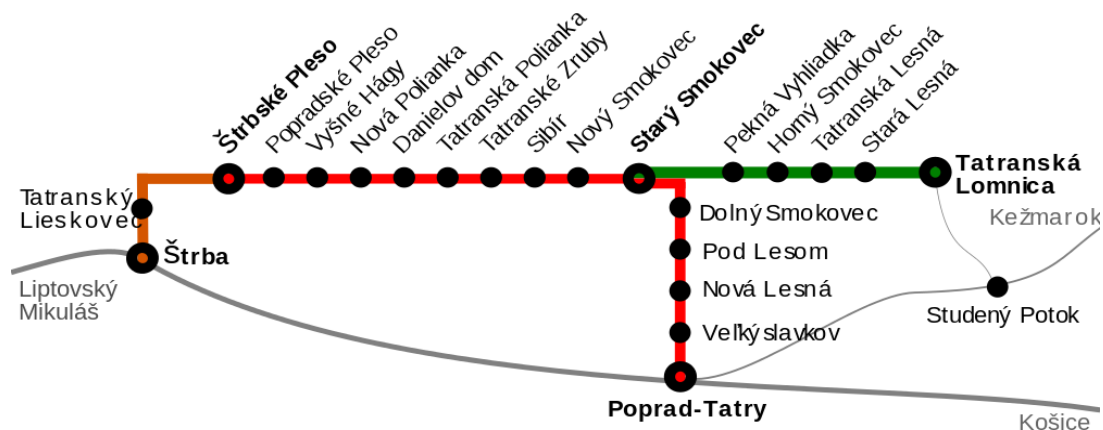 Štrbské Pleso
Popradské Pleso
Vyšné Hágy
Nová Polianka
Danielov dom
Tatranská Polianka
Tatranské Zruby
Sibír
Nový Smokovec
Starý Smokovec
Pekná Vyhliadka
Horný Smokovec
Tatranská Lesná
Stará Lesná
Tatranská
Lomnica
Tatranský
Lieskovec
Štrba
Liptovský
Mikuláš
Dolný Smokovec
Pod Lesom
Nová Lesná
Veľkýslavkov
Poprad-Tatry
Kežmarok
Studený Potok
Košice